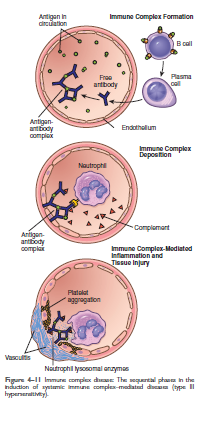 Antigen in
circulation
Immune Complex Formation
B cell
Free
antibody
Plasma
cell
Antigen-
antibody
complex
Endothelium
Immune Complex
Deposition
Neutrophil
Complement
Antigen-
antibody
complex
Immune Complex-Mediated
Inflammation and
Tissue Injury
Platelet
aggregation
Vasculitis
Neutrophil lysosomal enzymes
Figure 4–11 Immune complex disease: The sequential phases in the
induction of systemic immune complex–mediated diseases (type III
hypersensitivity).